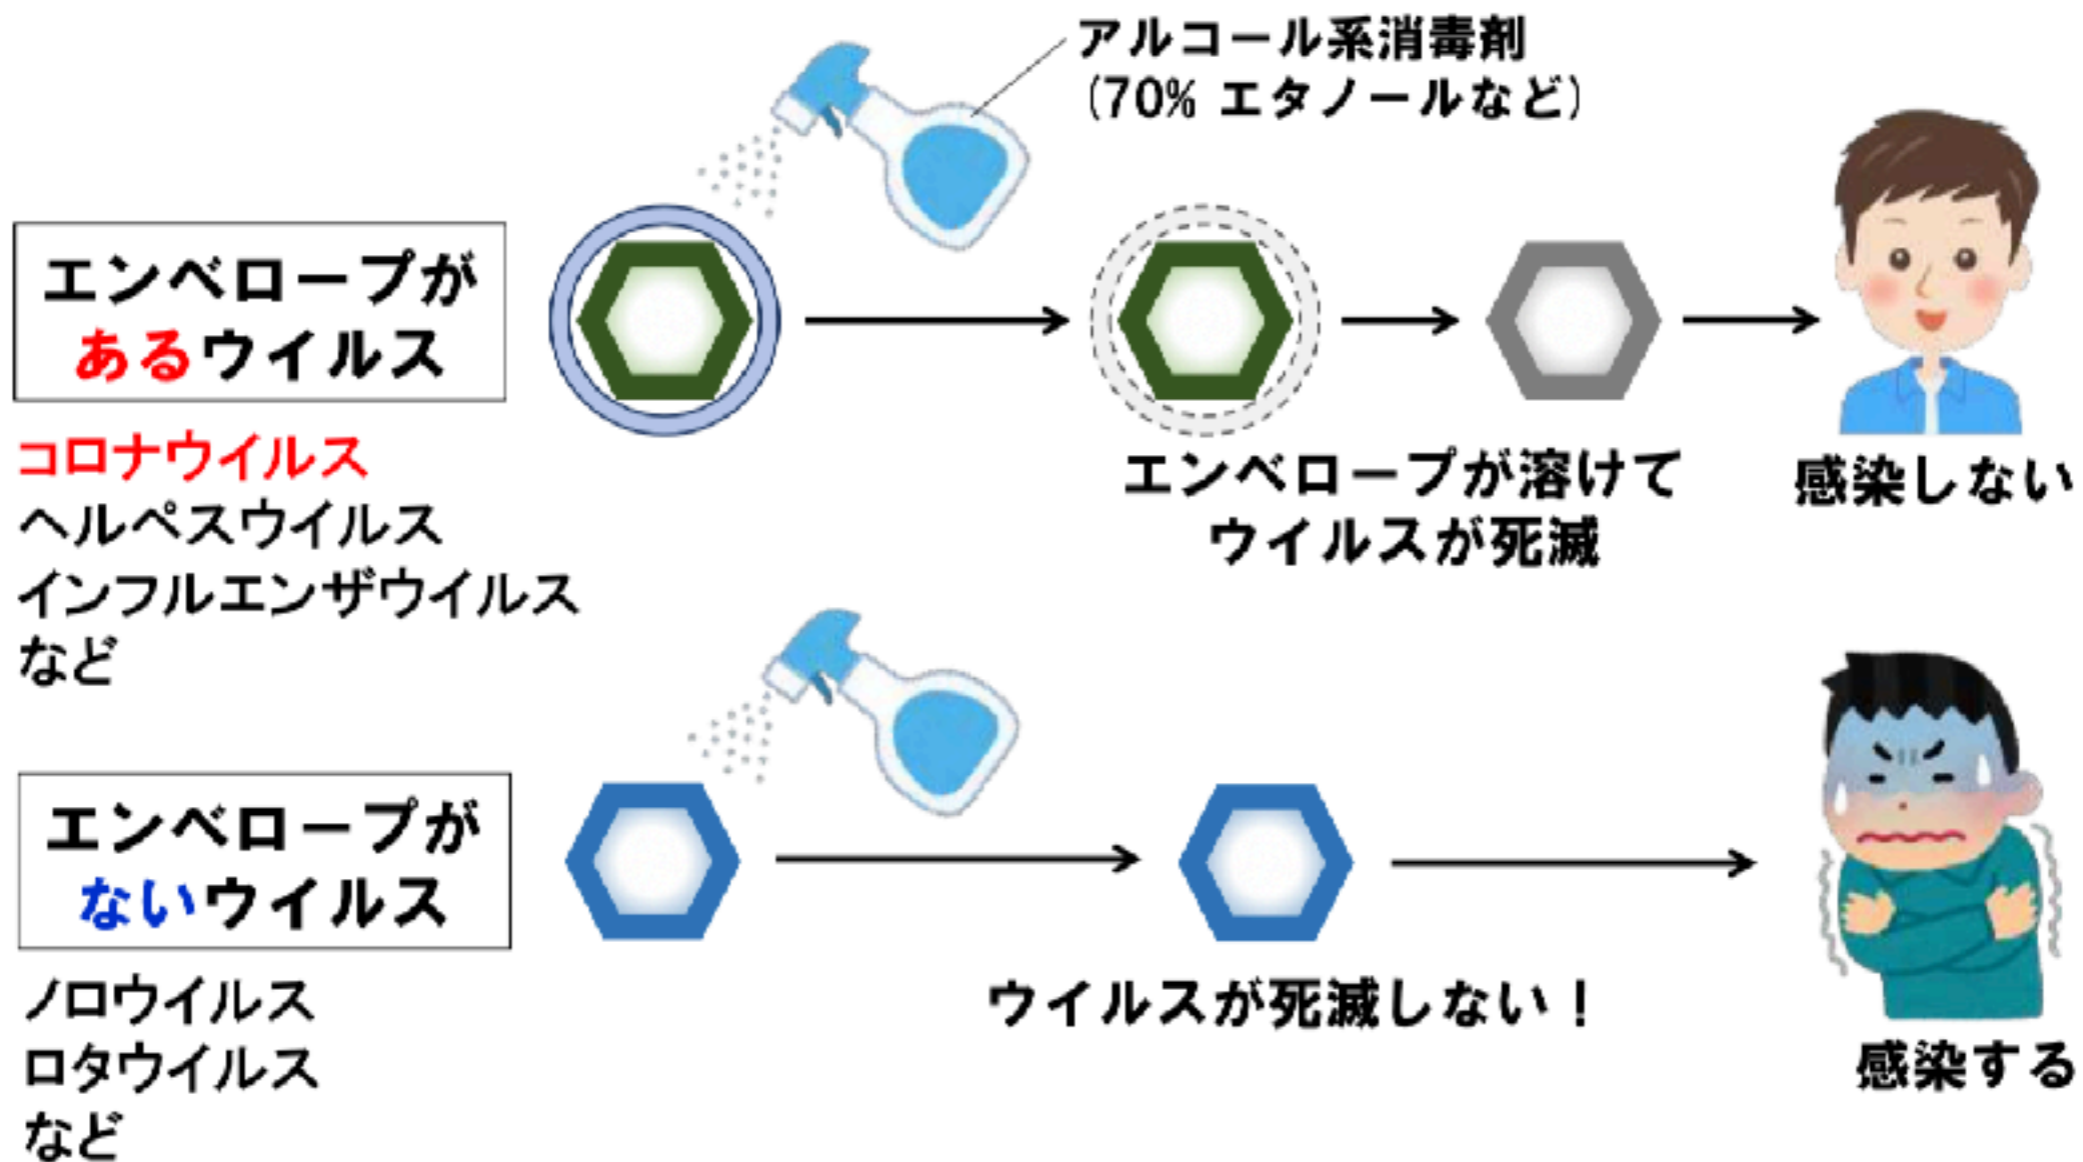 アルコール系消毒剤
(70% エタノールなど)
エンベロープが
あるウイルス
コロナウイルス
ヘルペスウイルス
インフルエンザウイルス
など
エンベロープが溶けて
ウイルスが死滅
感染しない
エンベロープが
ないウイルス
ノロウイルス
ロタウイルス
など
ウイルスが死滅しない！
感染する